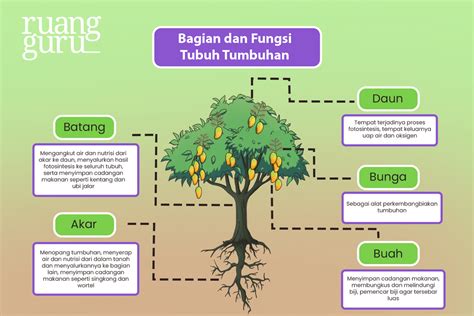 ruang
guru
Bagian dan Fungsi
Tubuh Tumbuhan
Batang
Mengangkut air dan nutrisi dari
akar ke daun, menyalurkan hasil
fotosintesis ke seluruh tubuh,
serta menyimpan cadangan
makanan seperti kentang dan
ubi jalar
Akar
Menopang tumbuhan, menyerap
air dan nutrisi dari dalam tanah
dan menyalurkannya ke bagian
lain, menyimpan cadangan
makanan seperti singkong dan
wortel
Daun
Tempat terjadinya proses
fotosintesis, tempat keluarnya
uap air dan oksigen
Bunga
Sebagai alat perkembangbiakan
tumbuhan
Buah
Menyimpan cadangan makanan,
membungkus dan melindungi
biji, pemencar biji agar tersebar
luas